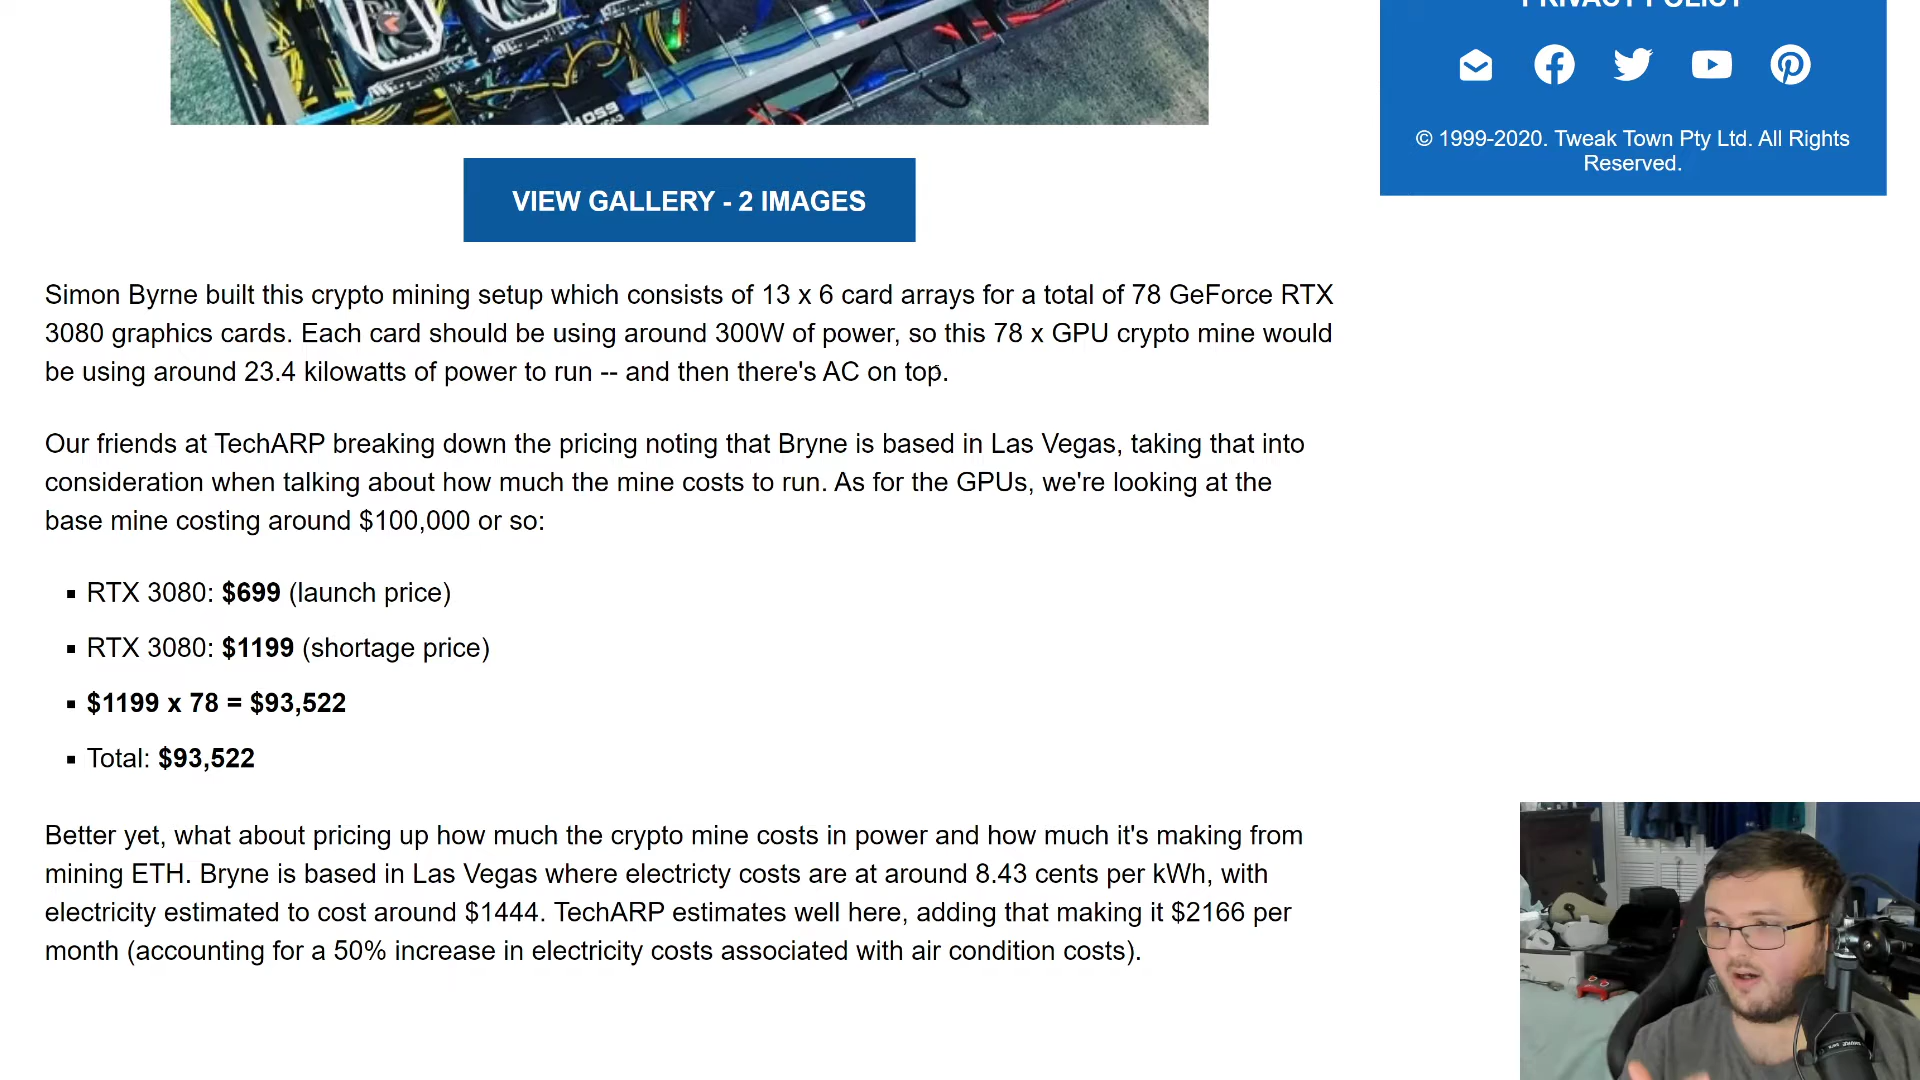 PRIVACY POLICY
© 1999-2020. Tweak Town Pty Ltd. All Rights
Reserved.
VIEW GALLERY - 2 IMAGES
Simon Byrne built this crypto mining setup which consists of 13 x 6 card arrays for a total of 78 GeForce RTX
3080 graphics cards. Each card should be using around 300W of power, so this 78 x GPU crypto mine would
be using around 23.4 kilowatts of power to run -- and then there's AC on top.
Our friends at TechARP breaking down the pricing noting that Bryne is based in Las Vegas, taking that into
consideration when talking about how much the mine costs to run. As for the GPUs, we're looking at the
base mine costing around $100,000 or so:
▪ RTX 3080: $699 (launch price)
▪ RTX 3080: $1199 (shortage price)
▪ $1199 x 78 = $93,522
▪ Total: $93,522
Better yet, what about pricing up how much the crypto mine costs in power and how much it's making from
mining ETH. Bryne is based in Las Vegas where electricty costs are at around 8.43 cents per kWh, with
electricity estimated to cost around $1444. TechARP estimates well here, adding that making it $2166 per
month (accounting for a 50% increase in electricity costs associated with air condition costs).